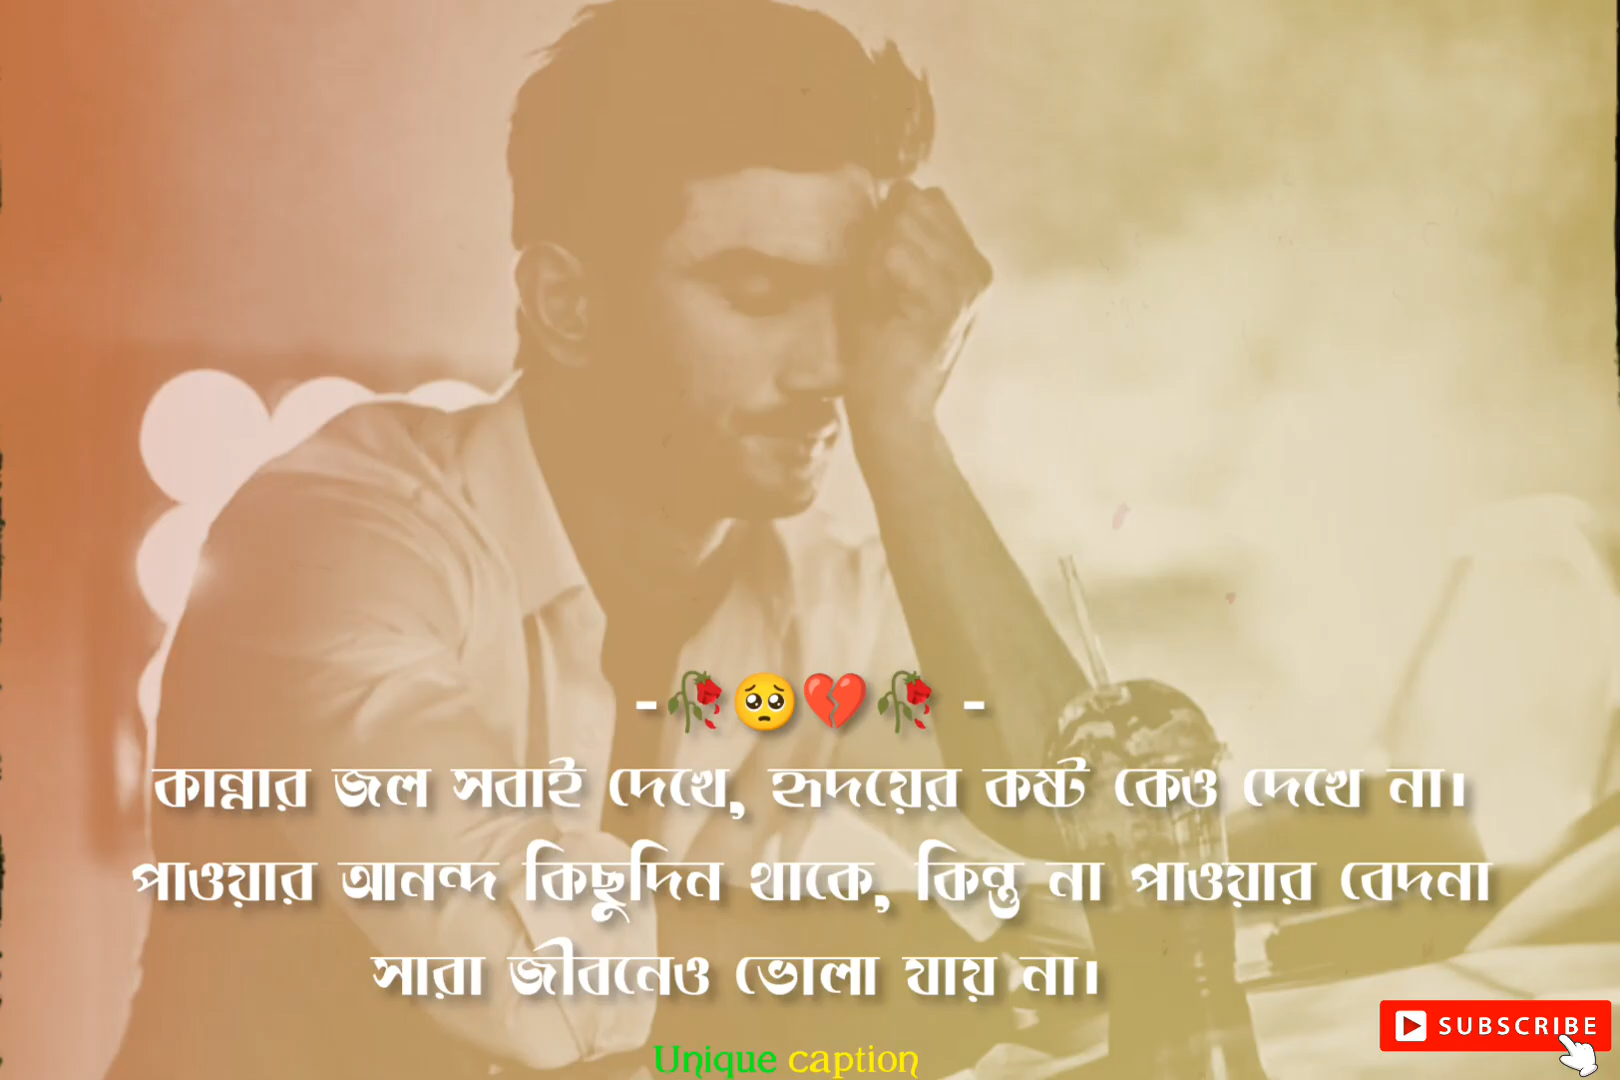 -🥀🥺💔🥀 -
কান্নার জল সবাই দেখে, হৃদয়ের কষ্ট কেও দেখে না।
পাওয়ার আনন্দ কিছুদিন থাকে, কিন্তু না পাওয়ার বেদনা
সারা জীবনেও ভোলা যায় না।
SUBSCRIBE
Unique caption